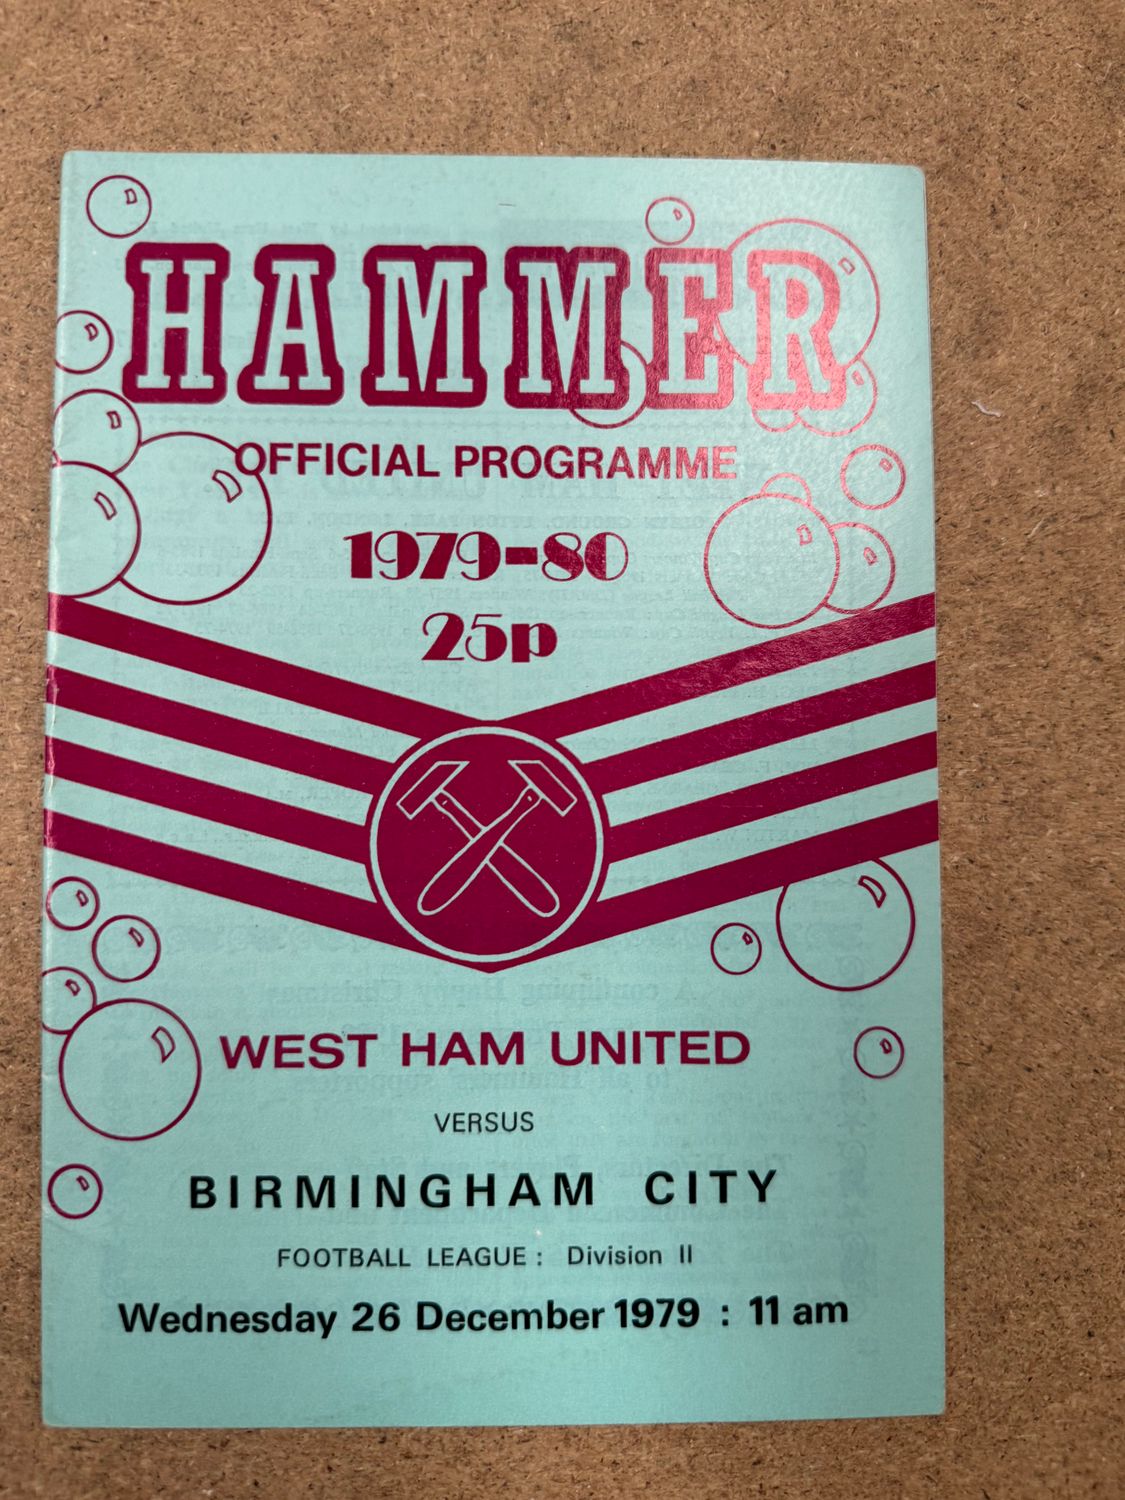 HAMMER
OFFICIAL PROGRAMME
1979-80
25p
WEST HAM UNITED
VERSUS
BIRMINGHAM CITY
FOOTBALL LEAGUE : Division II
Wednesday 26 December 1979 : 11 am